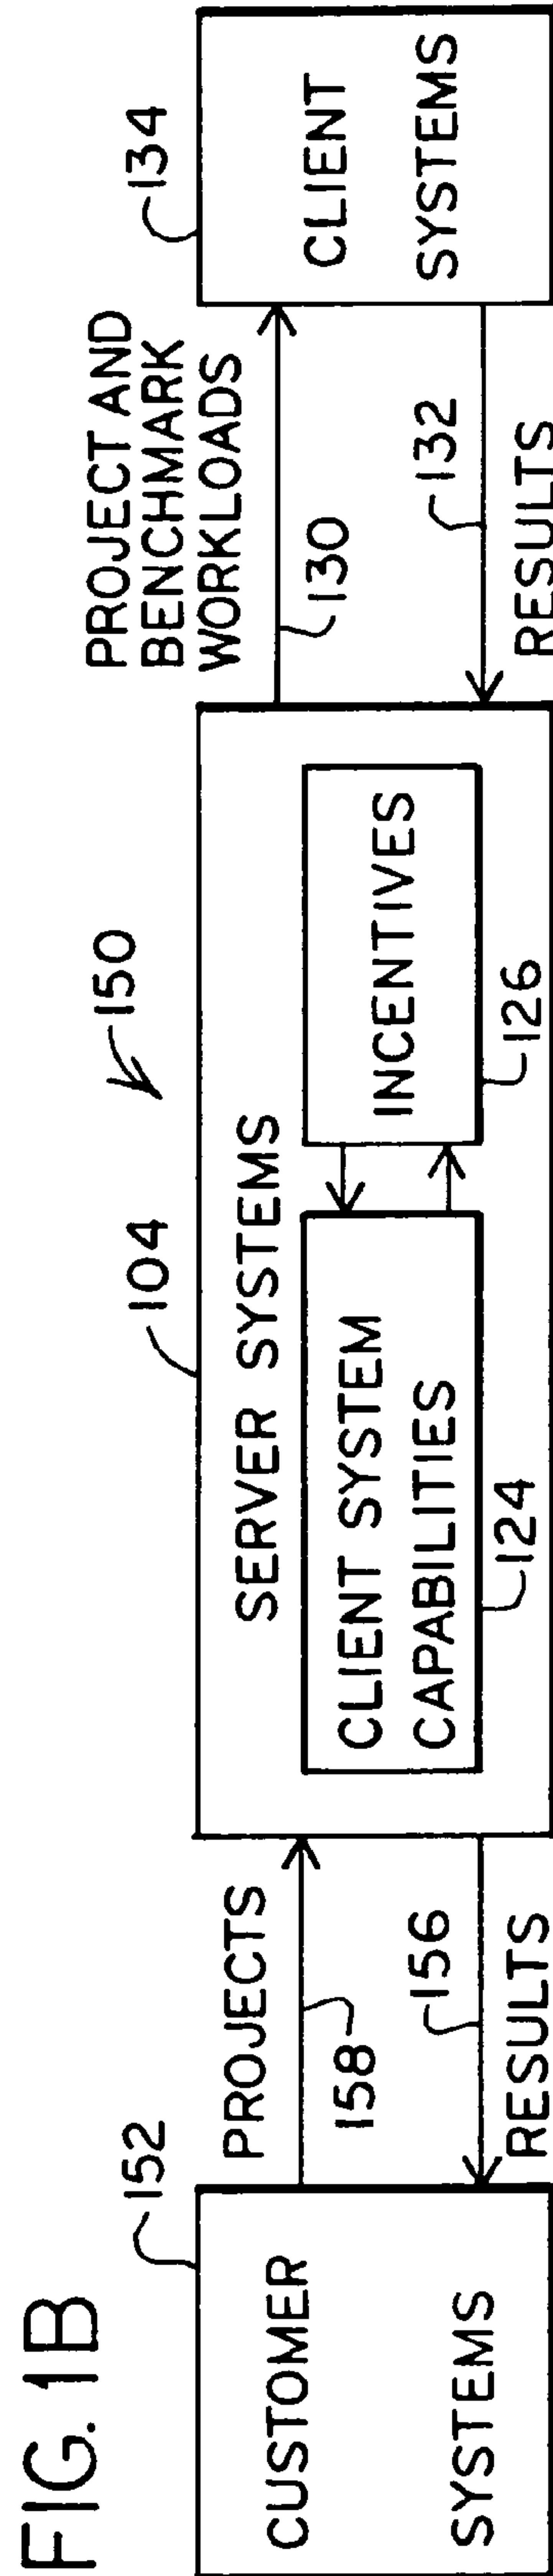 FIG. 1B
152
CUSTOMER
SYSTEMS
PROJECTS
158
156
RESULTS
104
150
SERVER SYSTEMS
CLIENT SYSTEM
CAPABILITIES
124
INCENTIVES
126
PROJECT AND
BENCHMARK
WORKLOADS
130
132
RESULTS
134
CLIENT
SYSTEMS